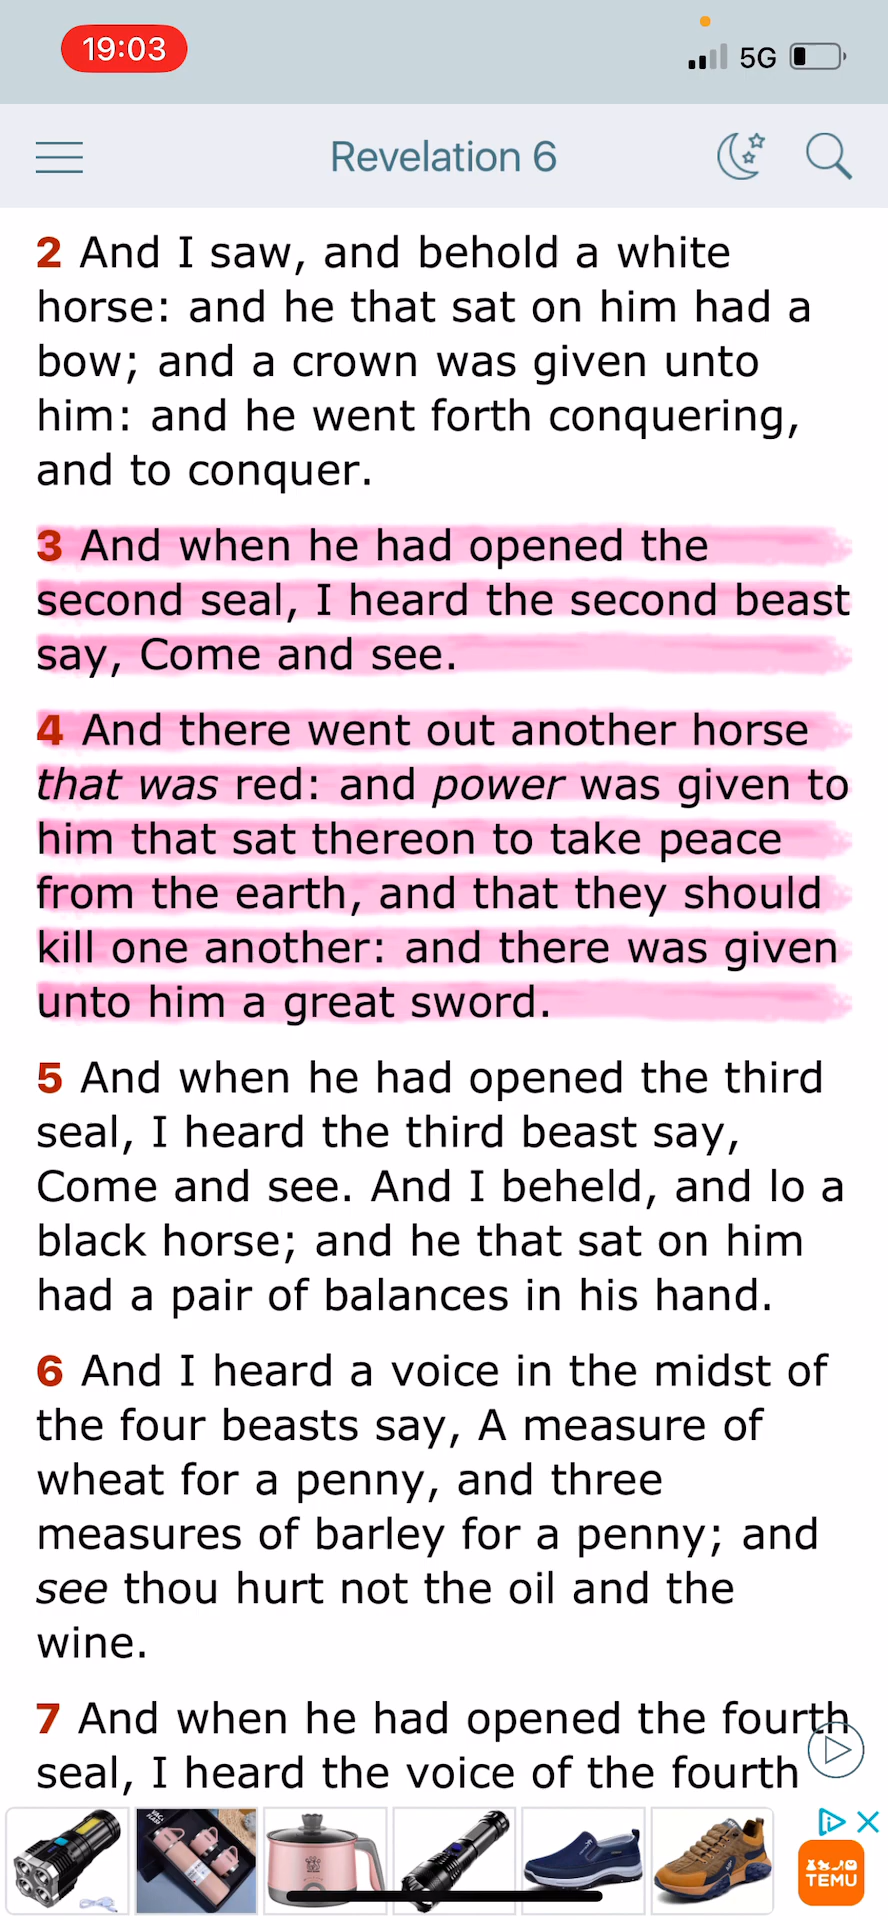 19:03
5G
Revelation 6
2 And I saw, and behold a white
horse: and he that sat on him had a
bow; and a crown was given unto
him: and he went forth conquering,
and to conquer.
3 And when he had opened the
second seal, I heard the second beast
say, Come and see.
4 And there went out another horse
that was red: and power was given to
him that sat thereon to take peace
from the earth, and that they should
kill one another: and there was given
unto him a great sword.
5 And when he had opened the third
seal, I heard the third beast say,
Come and see. And I beheld, and lo a
black horse; and he that sat on him
had a pair of balances in his hand.
6 And I heard a voice in the midst of
the four beasts say, A measure of
wheat for a penny, and three
measures of barley for a penny; and
see thou hurt not the oil and the
wine.
7 And when he had opened the fourth
seal, I heard the voice of the fourth
TEMU